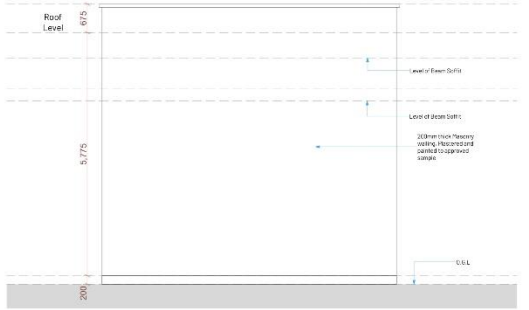 675
Roof
Level
Level of Beam Soffit
Level of Beam Soffit
200mm thick Masonry
walling. Plastered and
painted to approved
sample
5,775
G.G.L
200